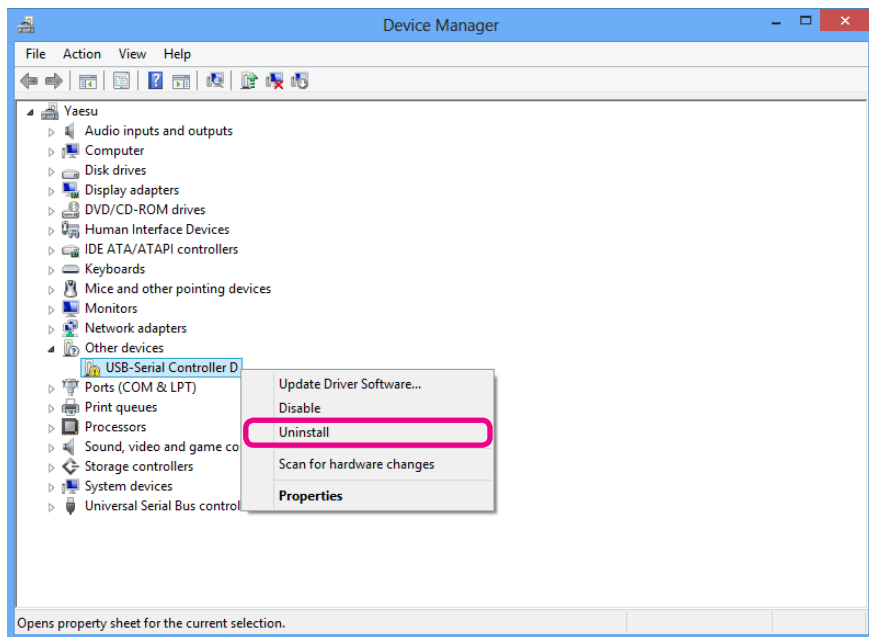 Device Manager
File Action View Help
Yaesu
Audio inputs and outputs
Computer
Disk drives
Display adapters
DVD/CD-ROM drives
Human Interface Devices
IDE ATA/ATAPI controllers
Keyboards
Mice and other pointing devices
Monitors
Network adapters
Other devices
USB-Serial Controller D
Ports (COM & LPT)
Print queues
Processors
Sound, video and game co
Storage controllers
System devices
Universal Serial Bus control
Update Driver Software...
Disable
Uninstall
Scan for hardware changes
Properties
Opens property sheet for the current selection.